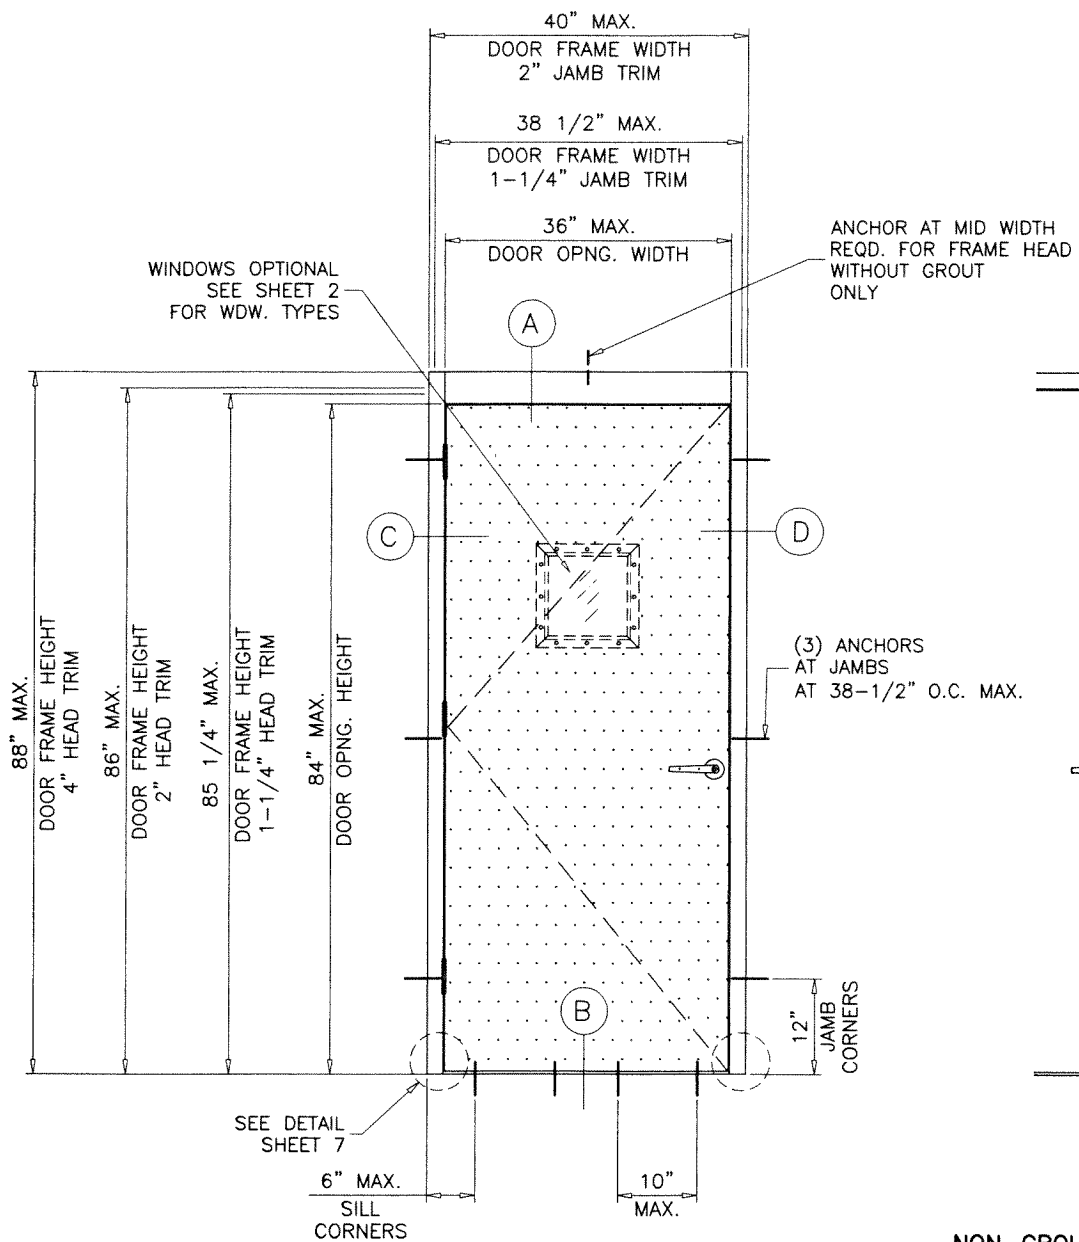 40" MAX.
DOOR FRAME WIDTH
2" JAMB TRIM
38 1/2" MAX.
DOOR FRAME WIDTH
1-1/4" JAMB TRIM
36" MAX.
DOOR OPNG. WIDTH
ANCHOR AT MID WIDTH
REQD. FOR FRAME HEAD
WITHOUT GROUT
ONLY
WINDOWS OPTIONAL
SEE SHEET 2
FOR WDW. TYPES
A
C
D
88" MAX.
DOOR FRAME HEIGHT
4" HEAD TRIM
86" MAX.
DOOR FRAME HEIGHT
2" HEAD TRIM
85 1/4" MAX.
DOOR FRAME HEIGHT
1-1/4" HEAD TRIM
84" MAX.
DOOR OPNG. HEIGHT
(3) ANCHORS
AT JAMBS
AT 38-1/2" O.C. MAX.
B
12"
JAMB
CORNERS
SEE DETAIL
SHEET 7
6" MAX.
SILL
CORNERS
10"
MAX.